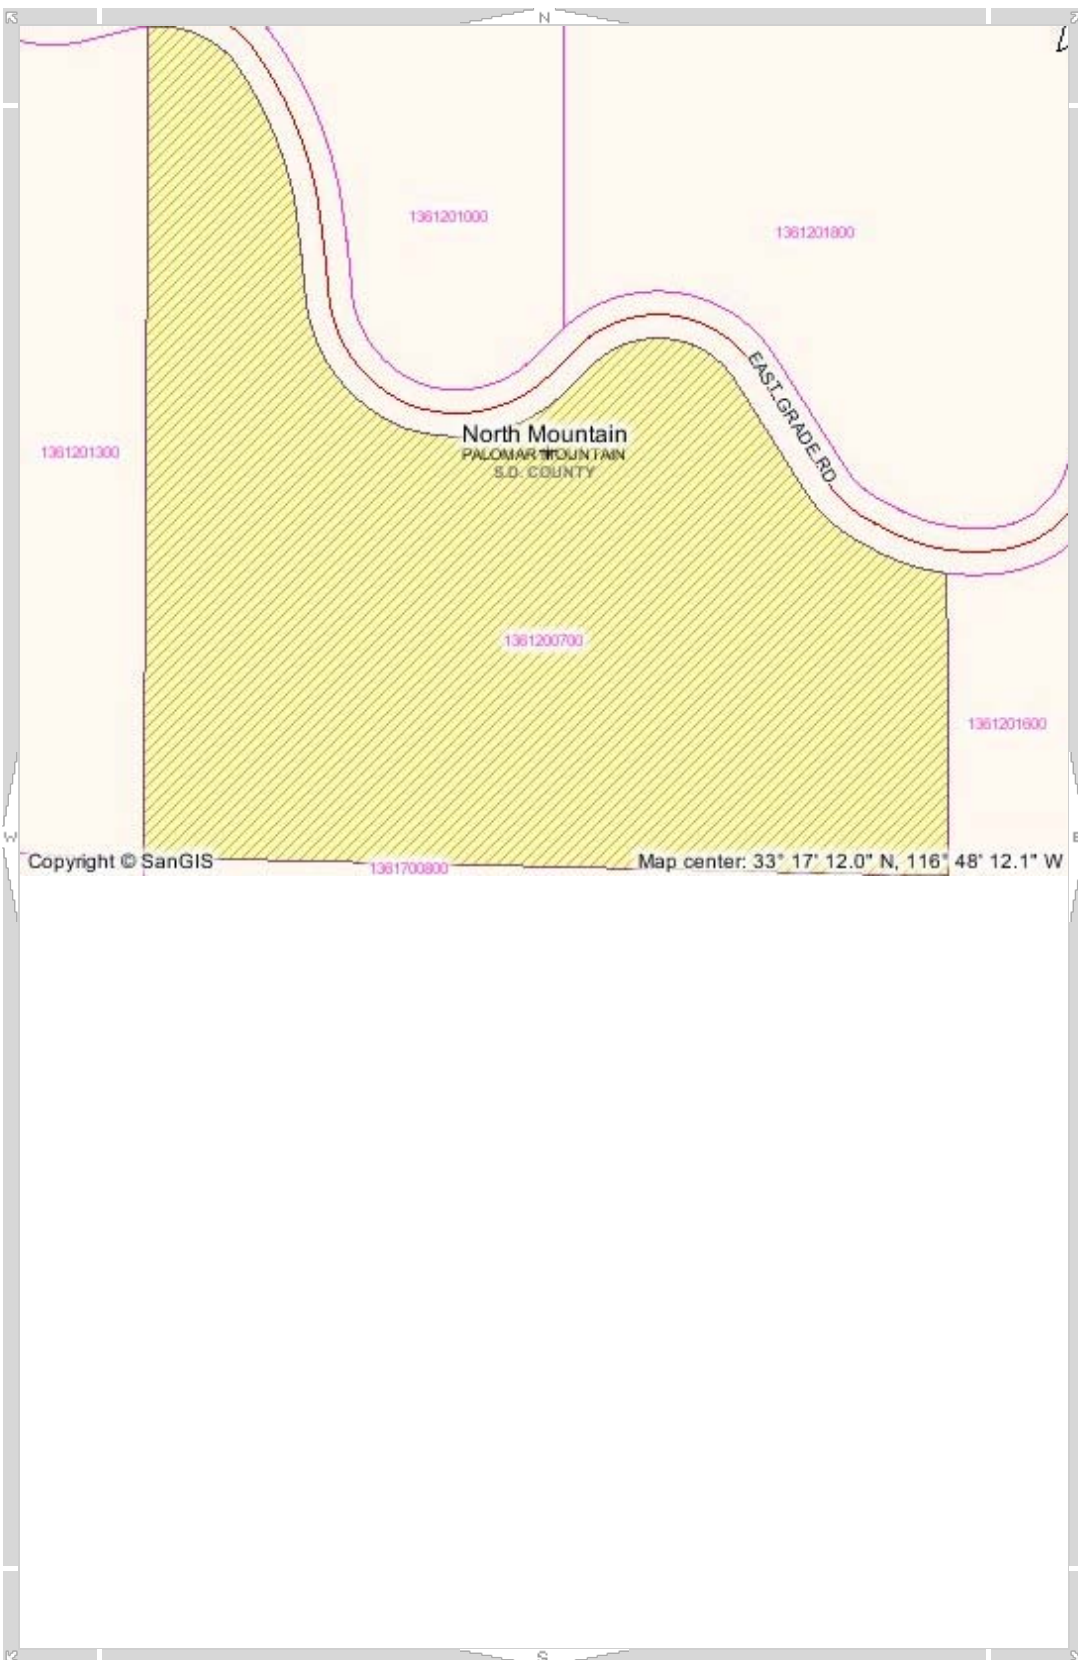 N
1361201000
1361201800
EAST GRADE RD
North Mountain
PALOMAR MOUNTAIN
S.D. COUNTY
1361201300
1361200700
1361201600
W
E
Copyright © SanGIS
1361700800
Map center: 33° 17' 12.0" N, 116° 48' 12.1" W
S